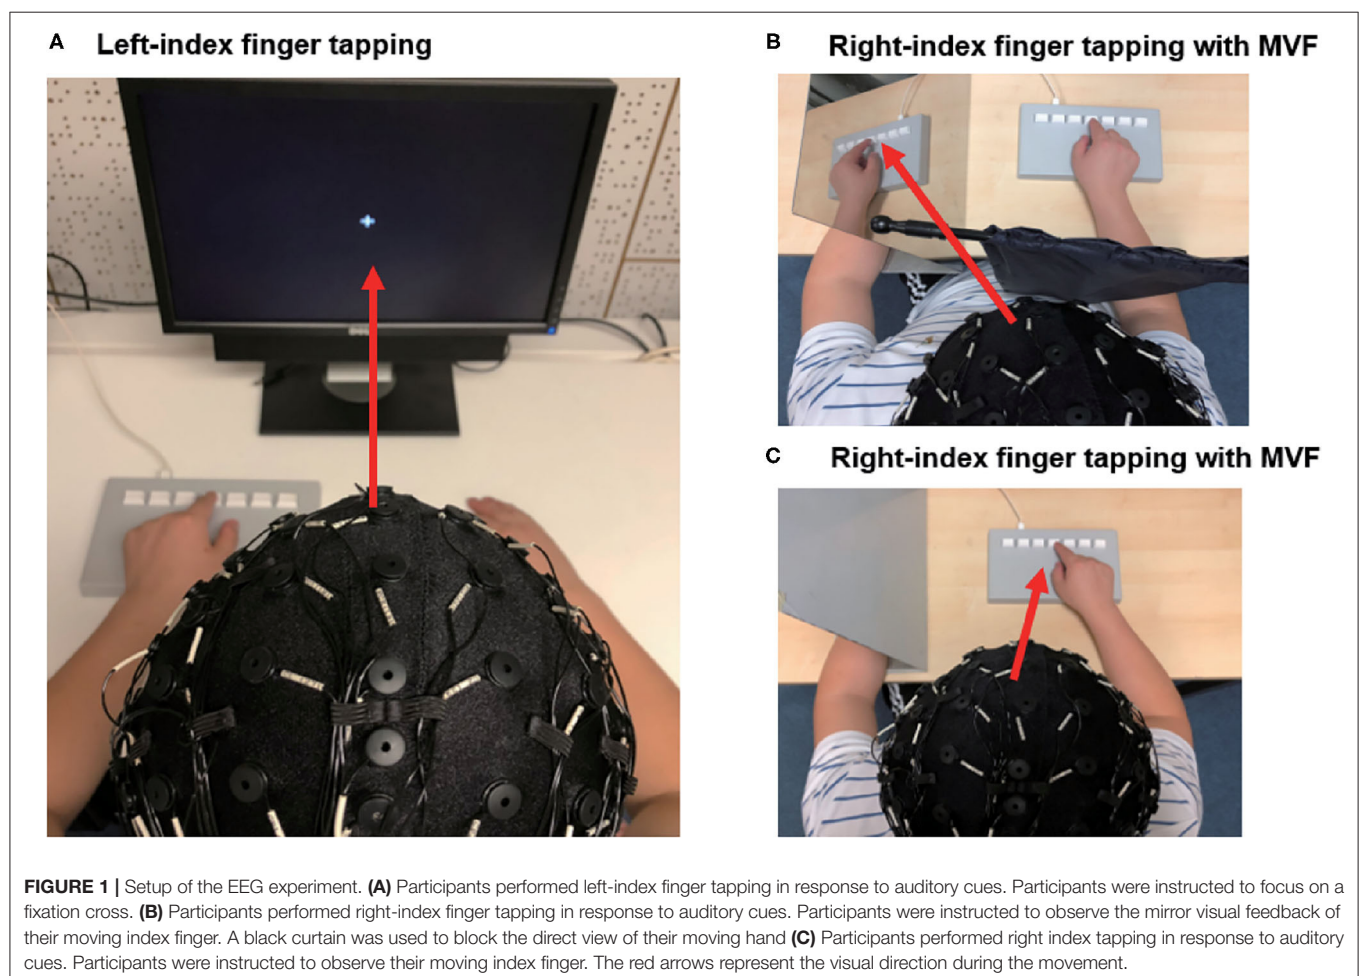 A Left-index finger tapping
B Right-index finger tapping with MVF
C Right-index finger tapping with MVF
FIGURE 1 | Setup of the EEG experiment. (A) Participants performed left-index finger tapping in response to auditory cues. Participants were instructed to focus on a
fixation cross. (B) Participants performed right-index finger tapping in response to auditory cues. Participants were instructed to observe the mirror visual feedback of
their moving index finger. A black curtain was used to block the direct view of their moving hand (C) Participants performed right index tapping in response to auditory
cues. Participants were instructed to observe their moving index finger. The red arrows represent the visual direction during the movement.